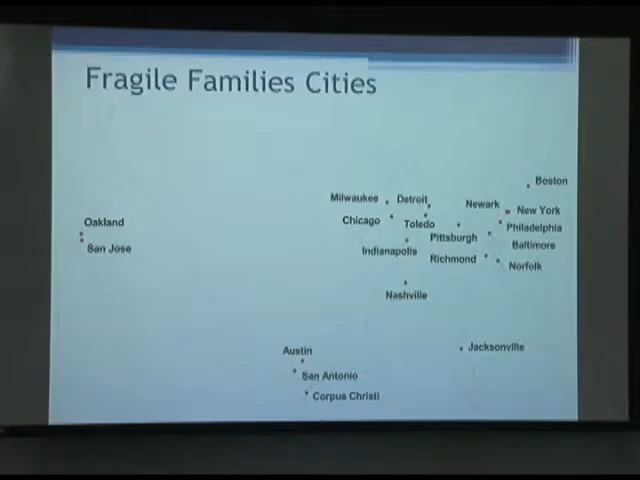 Fragile Families Cities
Boston
Milwaukee
Detroit
Newark
New York
Chicago
Toledo
Philadelphia
Oakland
Pittsburgh
Baltimore
San Jose
Indianapolis
Richmond
Norfolk
Nashville
Austin
Jacksonville
San Antonio
Corpus Christi